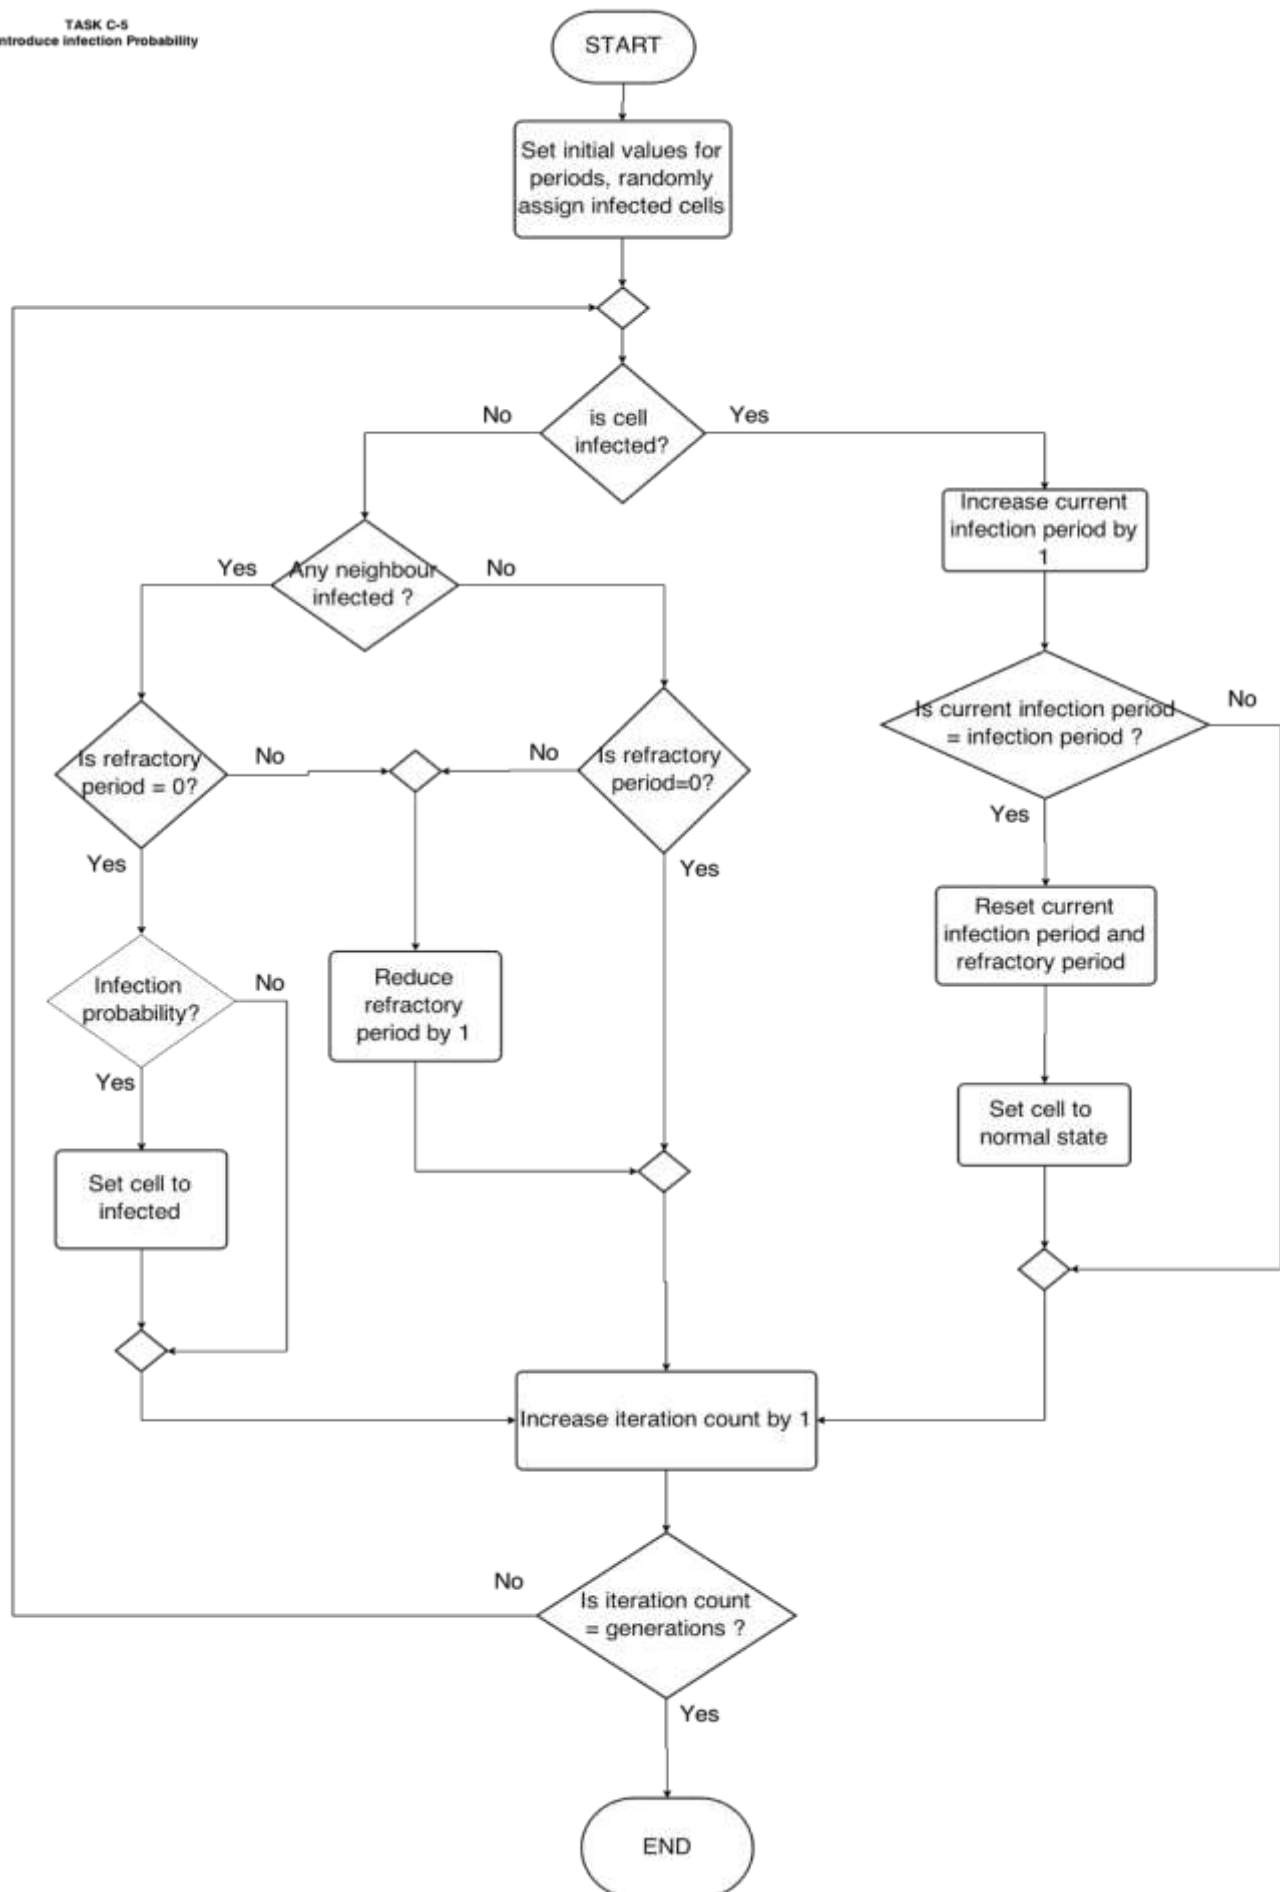 TASK C-5
ntroduce infection Probability
START
Set initial values for
periods, randomly
assign infected cells
is cell
infected?
No
Yes
Increase current
infection period by
1
Any neighbour
infected ?
Yes
No
Is current infection period
= infection period ?
No
Yes
Is refractory
period = 0?
No
Yes
Is refractory
period=0?
No
Yes
Reset current
infection period and
refractory period
Infection
probability?
No
Yes
Reduce
refractory
period by 1
Set cell to
normal state
Set cell to
infected
Increase iteration count by 1
Is iteration count
= generations ?
No
Yes
END